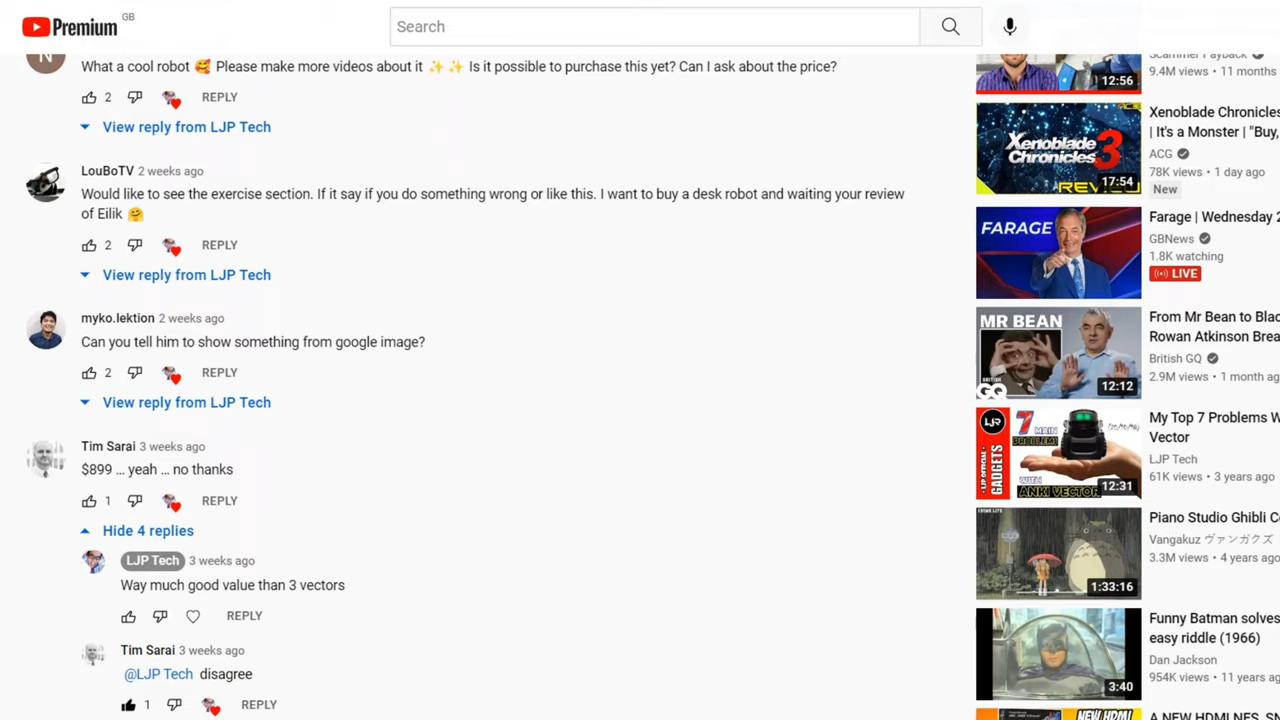 Premium GB
Search
N
What a cool robot 🥰 Please make more videos about it ✨ ✨ Is it possible to purchase this yet? Can I ask about the price?
2 REPLY
View reply from LJP Tech
LouBoTV 2 weeks ago
Would like to see the exercise section. If it say if you do something wrong or like this. I want to buy a desk robot and waiting your review
of Eilik 🤗
2 REPLY
View reply from LJP Tech
myko.lektion 2 weeks ago
Can you tell him to show something from google image?
2 REPLY
View reply from LJP Tech
Tim Sarai 3 weeks ago
$899 … yeah … no thanks
1 REPLY
Hide 4 replies
LJP Tech 3 weeks ago
Way much good value than 3 vectors
REPLY
Tim Sarai 3 weeks ago
@LJP Tech disagree
1 REPLY
12:56
Scammer Payback
9.4M views • 11 months
Xenoblade
Chronicles 3
REVIEW
17:54
Xenoblade Chronicles
| It's a Monster | "Buy,
ACG
78K views • 1 day ago
New
FARAGE
Farage | Wednesday 2
GBNews
1.8K watching
LIVE
MR BEAN
BRITISH
GQ
12:12
From Mr Bean to Blac
Rowan Atkinson Brea
British GQ
2.9M views • 1 month ag
LJP
LJP OFFICIAL
GADGETS
7 MAIN
PROBLEMS
WITH
ANKI VECTOR
12:31
My Top 7 Problems W
Vector
LJP Tech
61K views • 3 years ago
1:33:16
Piano Studio Ghibli Co
Vangakuz ヴァンガクズ
3.3M views • 4 years ago
3:40
Funny Batman solves
easy riddle (1966)
Dan Jackson
954K views • 11 years ag
NEW HDMI
A NEW HDMI NES, S